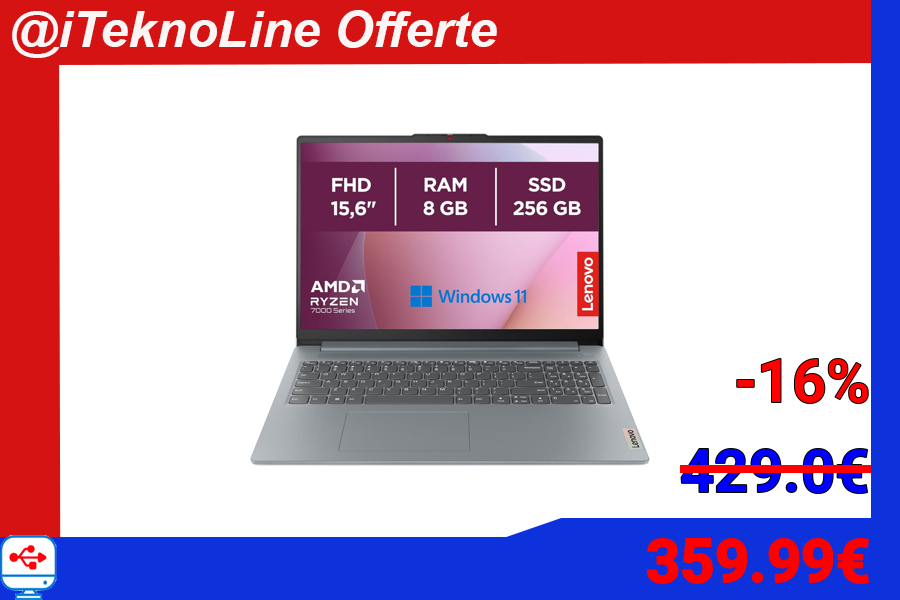 @iTeknoLine Offerte
FHD
15,6"
RAM
8 GB
SSD
256 GB
AMD
RYZEN
7000 Series
Windows 11
Lenovo
Lenovo
-16%
429.0€
359.99€